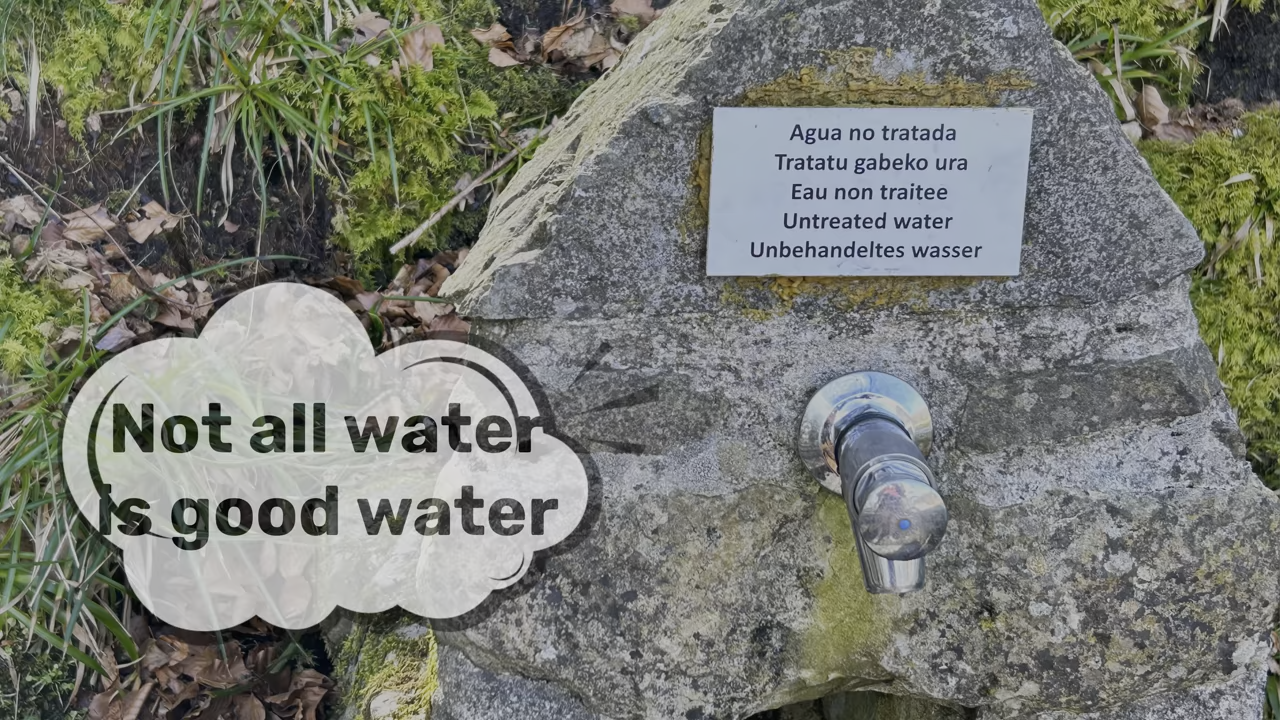 Agua no tratada
Tratatu gabeko ura
Eau non traitee
Untreated water
Unbehandeltes wasser
Not all water
is good water